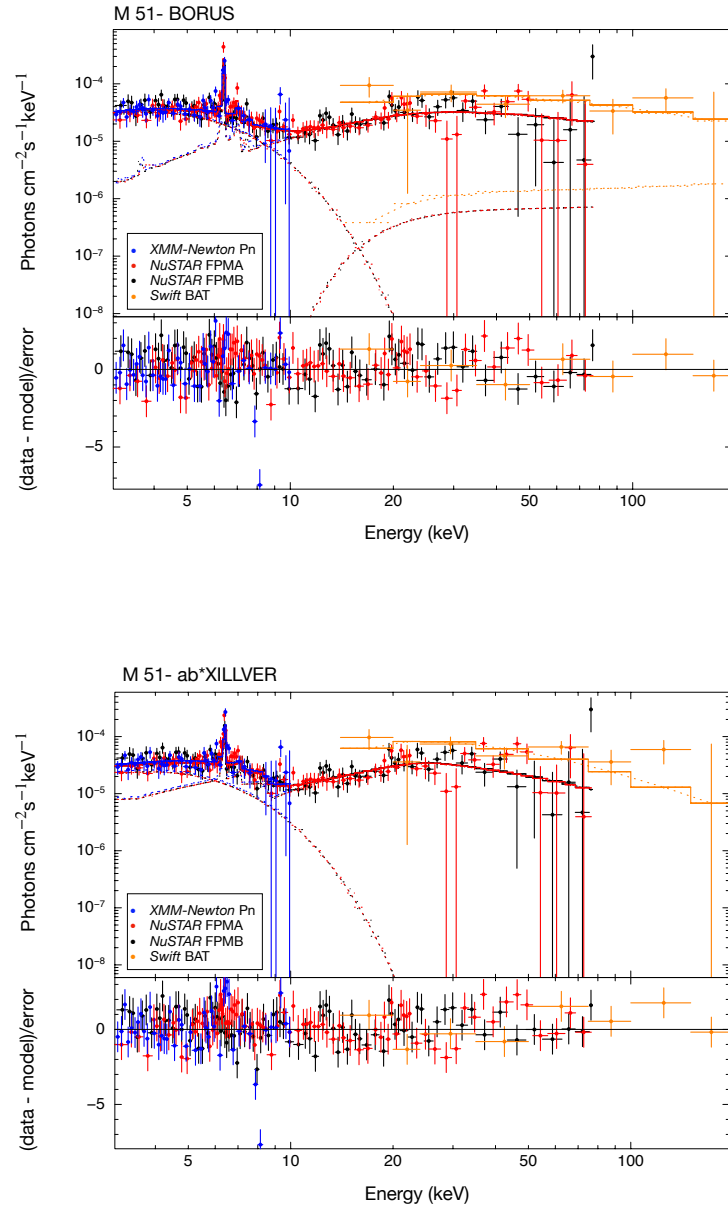 M 51- BORUS
Photons cm−2s−1keV−1
10−4
10−5
10−6
10−7
10−8
XMM-Newton Pn
NuSTAR FPMA
NuSTAR FPMB
Swift BAT
(data - model)/error
0
−5
5 10 20 50 100
Energy (keV)
M 51- ab*XILLVER
Photons cm−2s−1keV−1
10−4
10−5
10−6
10−7
10−8
XMM-Newton Pn
NuSTAR FPMA
NuSTAR FPMB
Swift BAT
(data - model)/error
0
−5
5 10 20 50 100
Energy (keV)